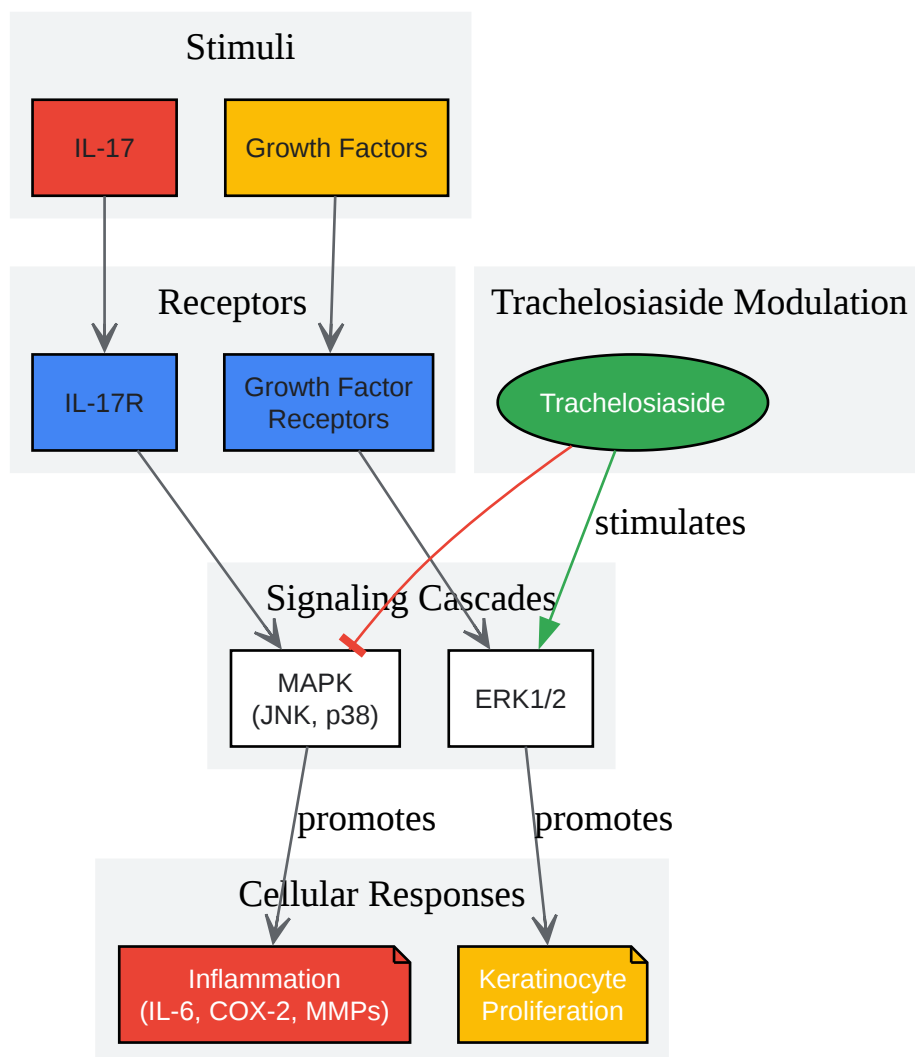 Stimuli
IL-17
Growth Factors
Receptors
Trachelosiaside Modulation
IL-17R
Growth Factor
Receptors
Trachelosiaside
stimulates
Signaling Cascades
MAPK
(JNK, p38)
ERK1/2
promotes
promotes
Cellular Responses
Inflammation
(IL-6, COX-2, MMPs)
Keratinocyte
Proliferation